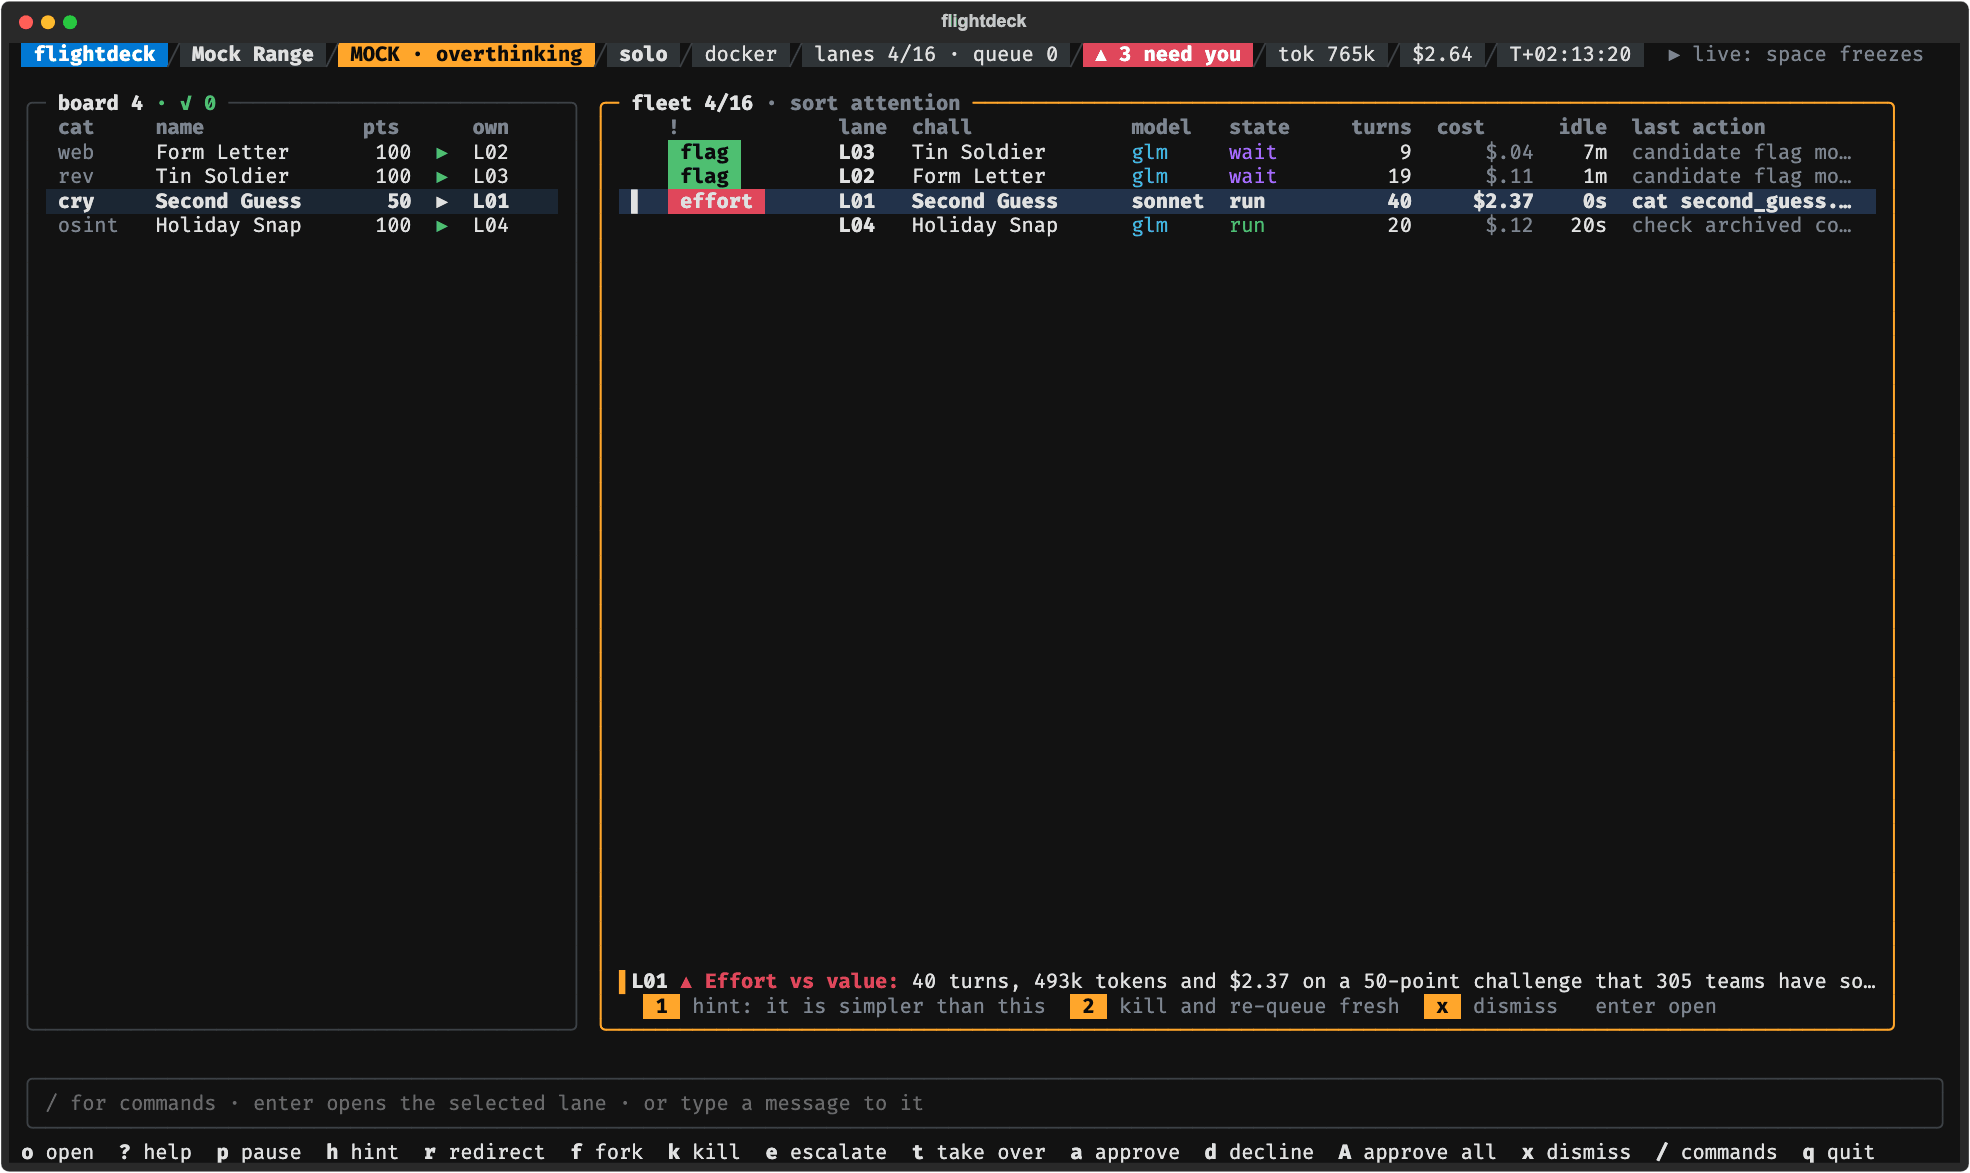 flightdeck
flightdeck / Mock Range / MOCK · overthinking / solo / docker / lanes 4/16 · queue 0 / ▲ 3 need you / tok 765k / $2.64 / T+02:13:20 ▶ live: space freezes
board 4 · √ 0
cat name pts own
web Form Letter 100 ▶ L02
rev Tin Soldier 100 ▶ L03
cry Second Guess 50 ▶ L01
osint Holiday Snap 100 ▶ L04
fleet 4/16 · sort attention
! lane chall model state turns cost idle last action
flag L03 Tin Soldier glm wait 9 $.04 7m candidate flag mo…
flag L02 Form Letter glm wait 19 $.11 1m candidate flag mo…
effort L01 Second Guess sonnet run 40 $2.37 0s cat second_guess.…
L04 Holiday Snap glm run 20 $.12 20s check archived co…
L01 ▲ Effort vs value: 40 turns, 493k tokens and $2.37 on a 50-point challenge that 305 teams have so…
1 hint: it is simpler than this 2 kill and re-queue fresh x dismiss enter open
/ for commands · enter opens the selected lane · or type a message to it
o open ? help p pause h hint r redirect f fork k kill e escalate t take over a approve d decline A approve all x dismiss / commands q quit